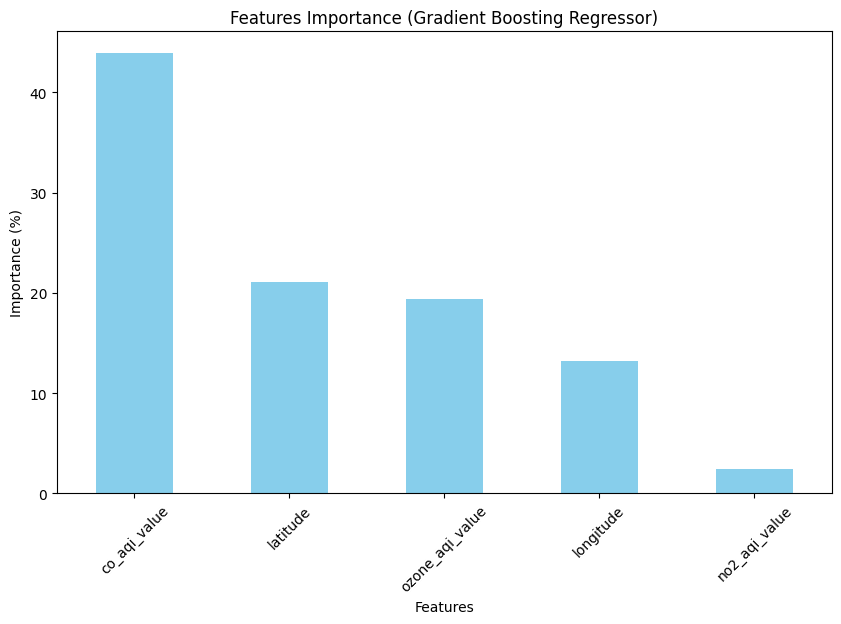 Features Importance (Gradient Boosting Regressor)
Importance (%)
40
30
20
10
0
co_aqi_value
latitude
ozone_aqi_value
longitude
no2_aqi_value
Features